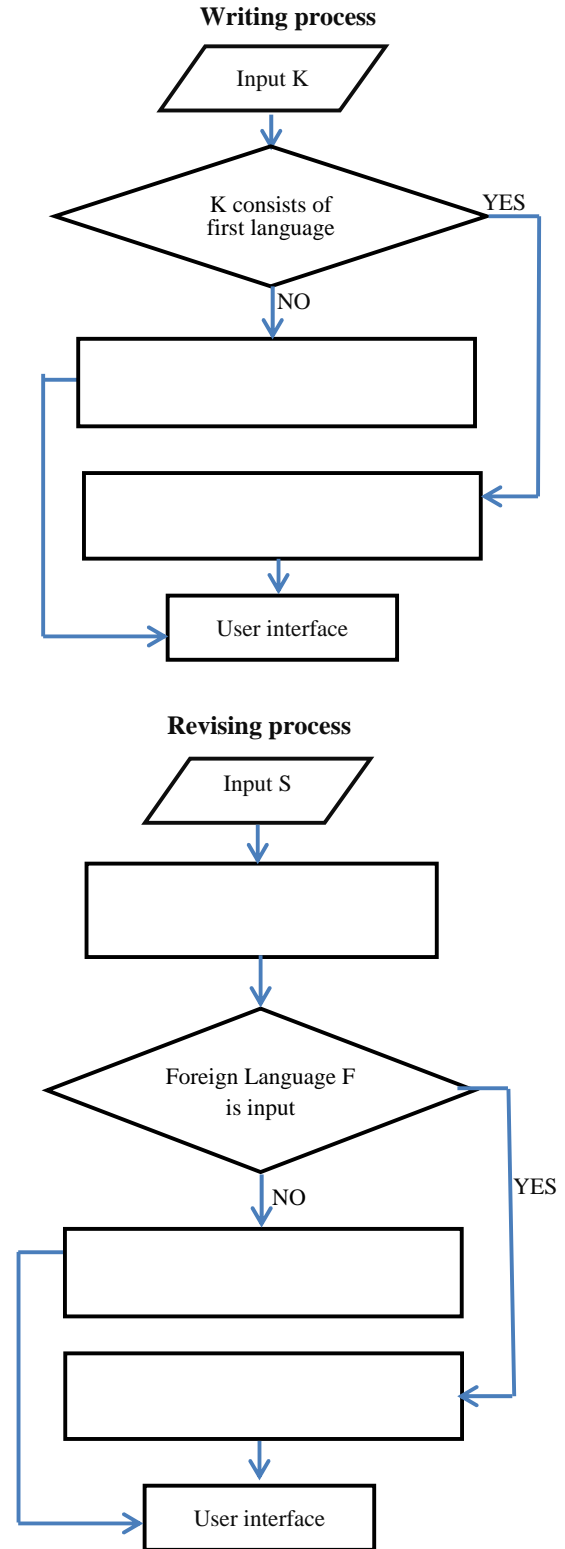 Writing process
Input K
K consists of
first language
YES
NO
User interface
Revising process
Input S
Foreign Language F
is input
NO
YES
User interface